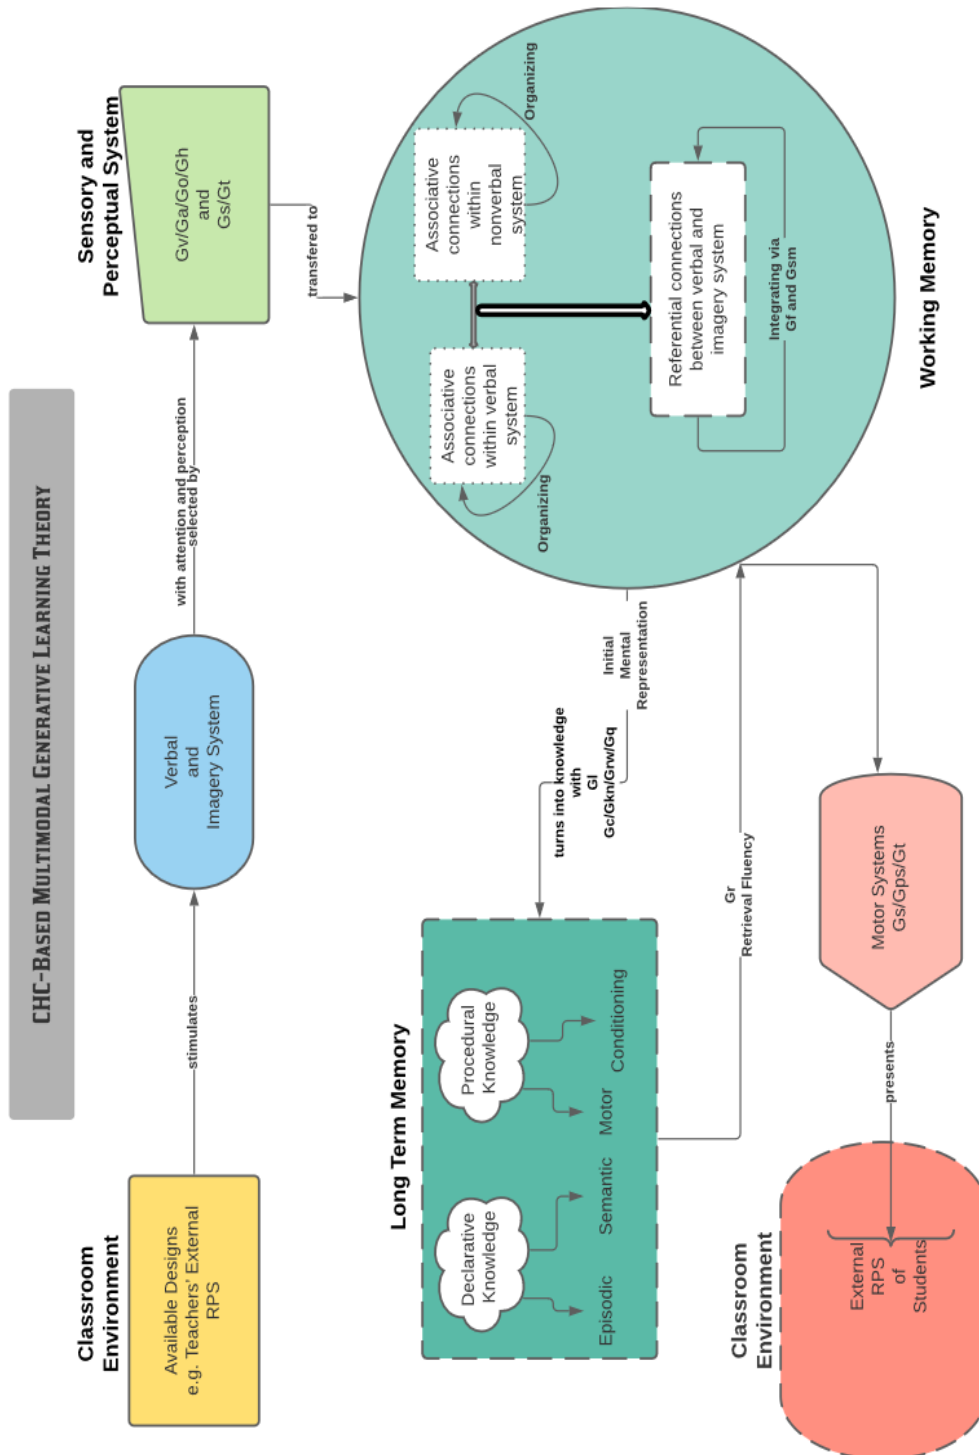 CHC-BASED MULTIMODAL GENERATIVE LEARNING THEORY
Classroom
Environment
Available Designs
e.g. Teachers' External
RPS
stimulates
Verbal
and
Imagery System
with attention and perception
selected by
Sensory and
Perceptual System
Gv/Ga/Go/Gh
and
Gs/Gt
transfered to
Associative
connections
within verbal
system
Organizing
Associative
connections
within
nonverbal
system
Organizing
Referential connections
between verbal and
imagery system
Integrating via
Gf and Gsm
Working Memory
Initial
Mental
Representation
turns into knowledge
with
Gl
Gc/Gkn/Grw/Gq
Long Term Memory
Declarative
Knowledge
Procedural
Knowledge
Episodic
Semantic
Motor
Conditioning
Gr
Retrieval Fluency
Motor Systems
Gs/Gps/Gt
presents
Classroom
Environment
External
RPS
of
Students